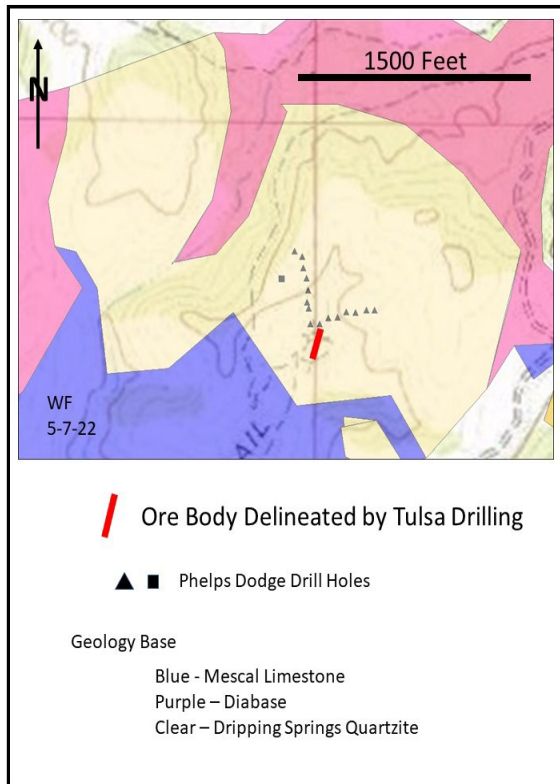 1500 Feet
N
WF
5-7-22
AIL
Ore Body Delineated by Tulsa Drilling
Phelps Dodge Drill Holes
Geology Base
Blue - Mescal Limestone
Purple – Diabase
Clear – Dripping Springs Quartzite